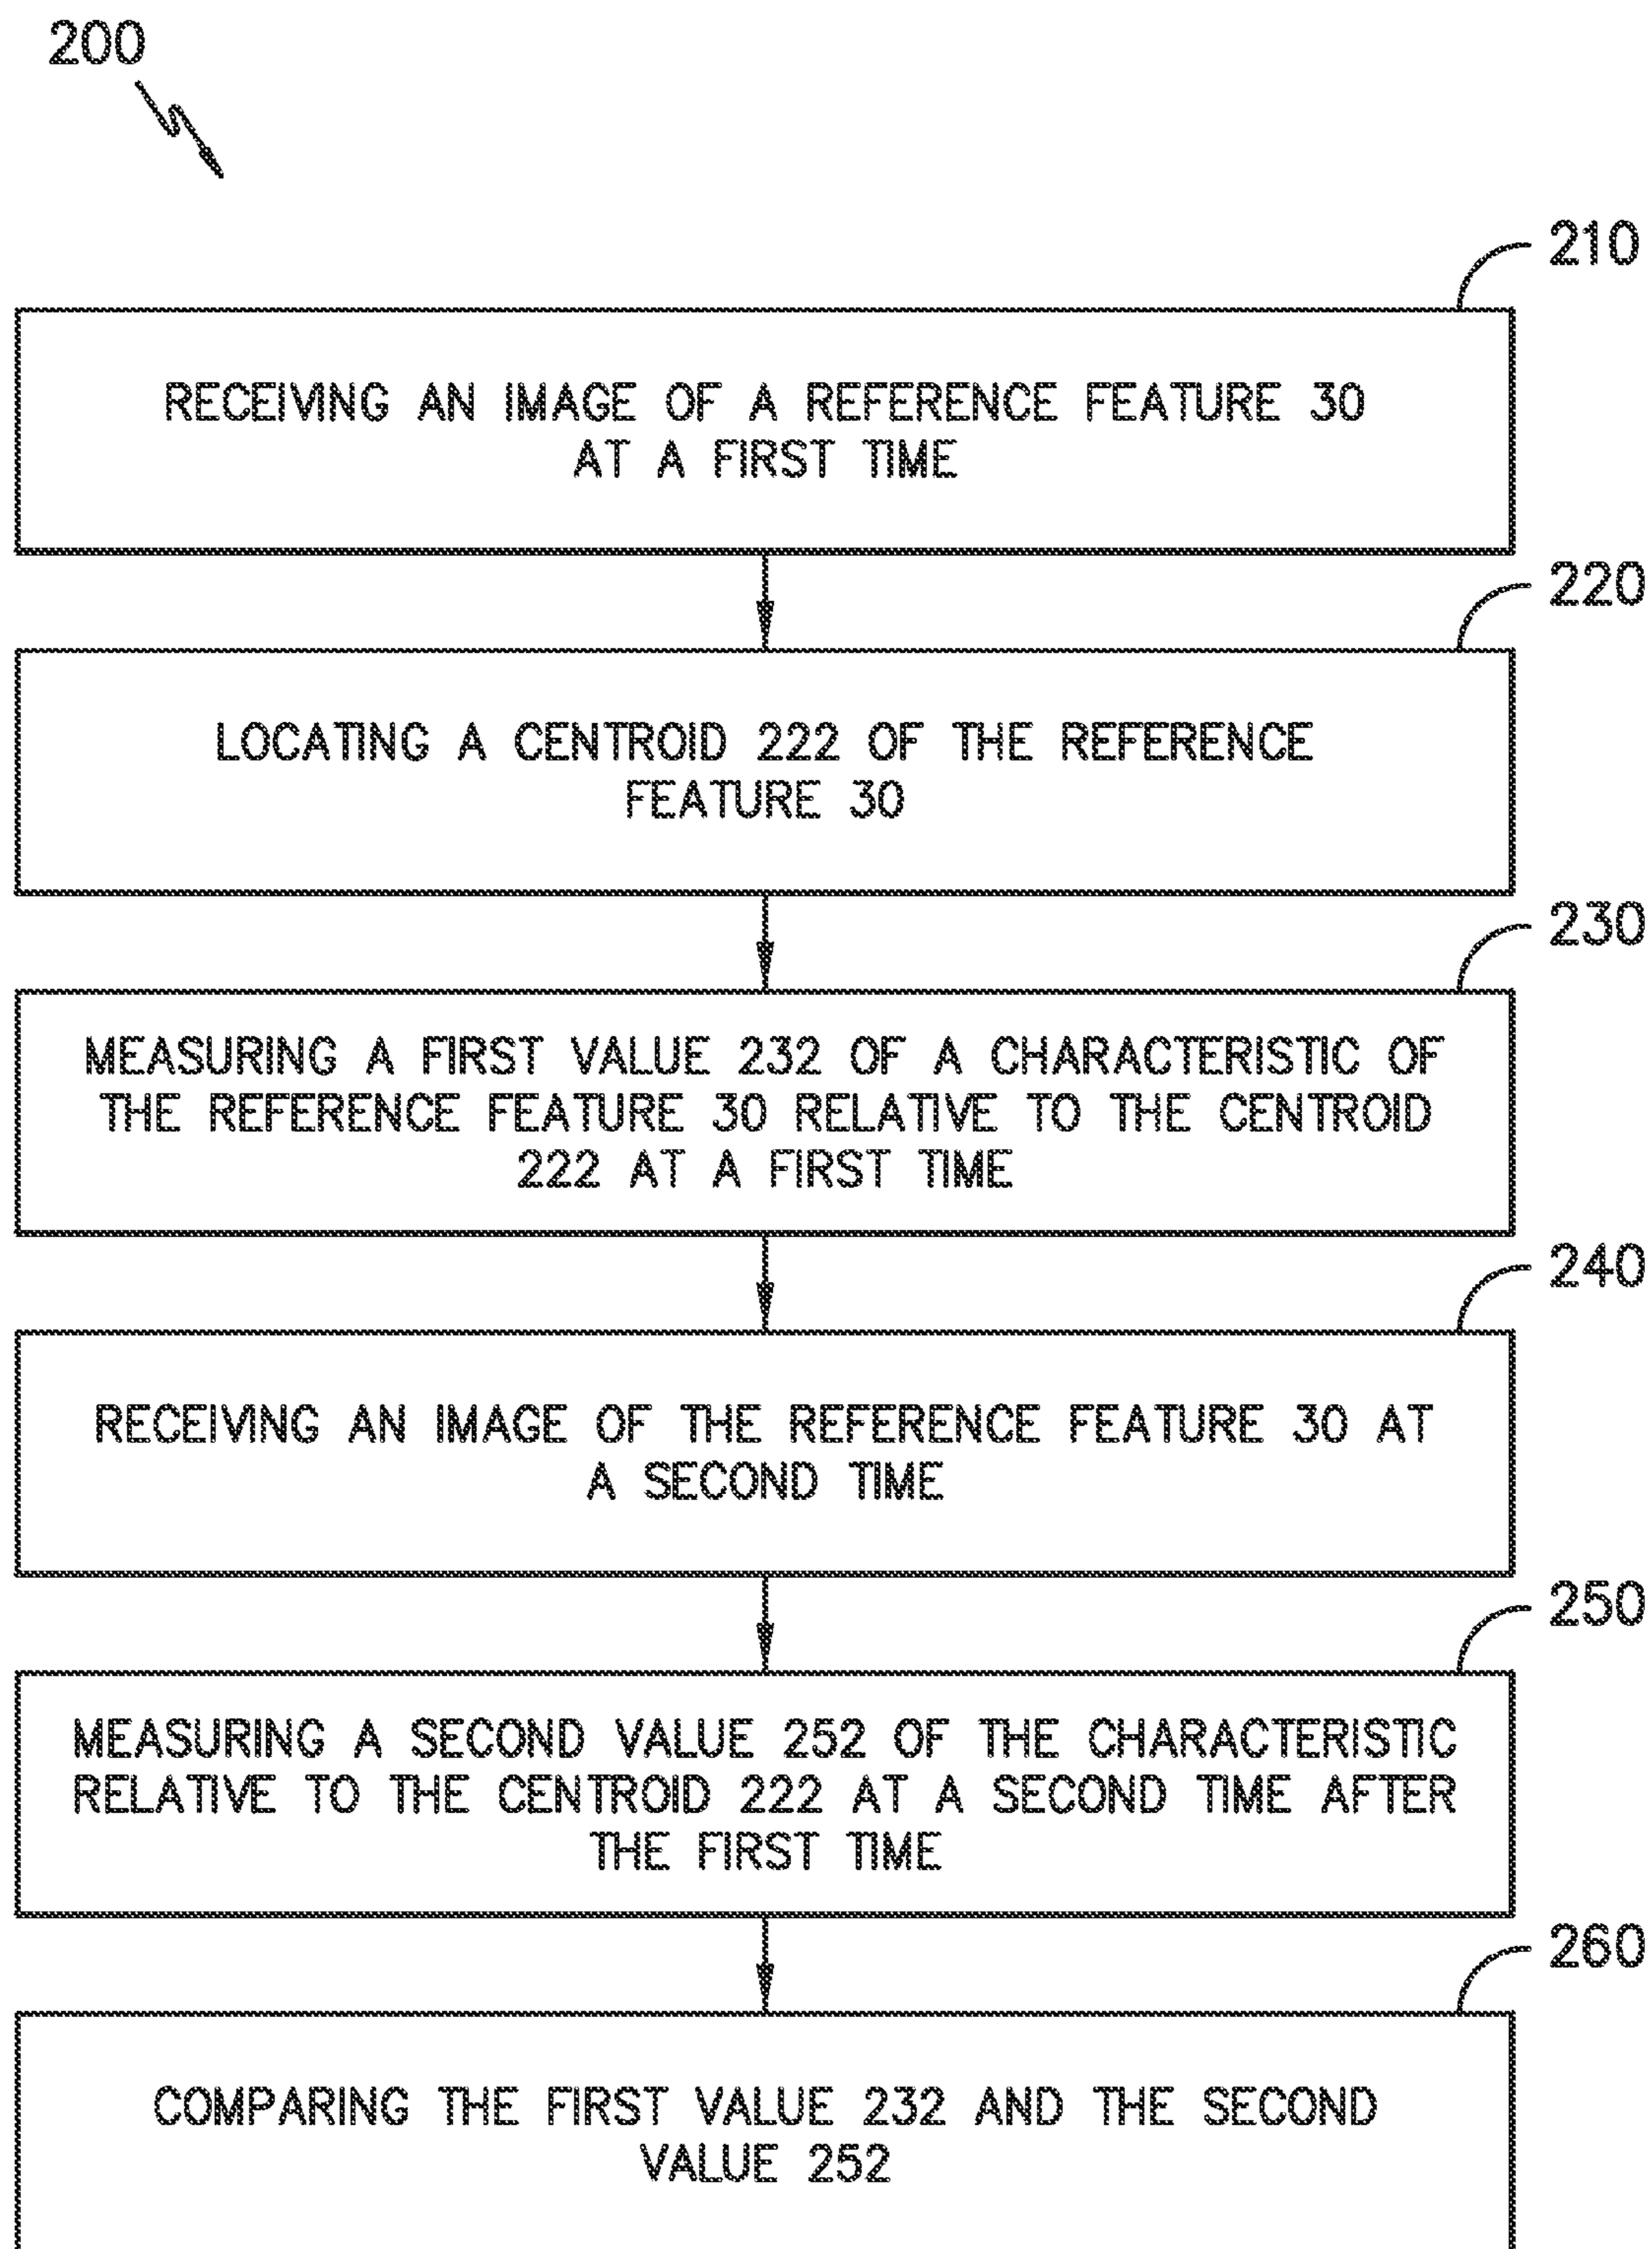 200
210
RECEIVING AN IMAGE OF A REFERENCE FEATURE 30
AT A FIRST TIME
220
LOCATING A CENTROID 222 OF THE REFERENCE
FEATURE 30
230
MEASURING A FIRST VALUE 232 OF A CHARACTERISTIC OF
THE REFERENCE FEATURE 30 RELATIVE TO THE CENTROID
222 AT A FIRST TIME
240
RECEIVING AN IMAGE OF THE REFERENCE FEATURE 30 AT
A SECOND TIME
250
MEASURING A SECOND VALUE 252 OF THE CHARACTERISTIC
RELATIVE TO THE CENTROID 222 AT A SECOND TIME AFTER
THE FIRST TIME
260
COMPARING THE FIRST VALUE 232 AND THE SECOND
VALUE 252